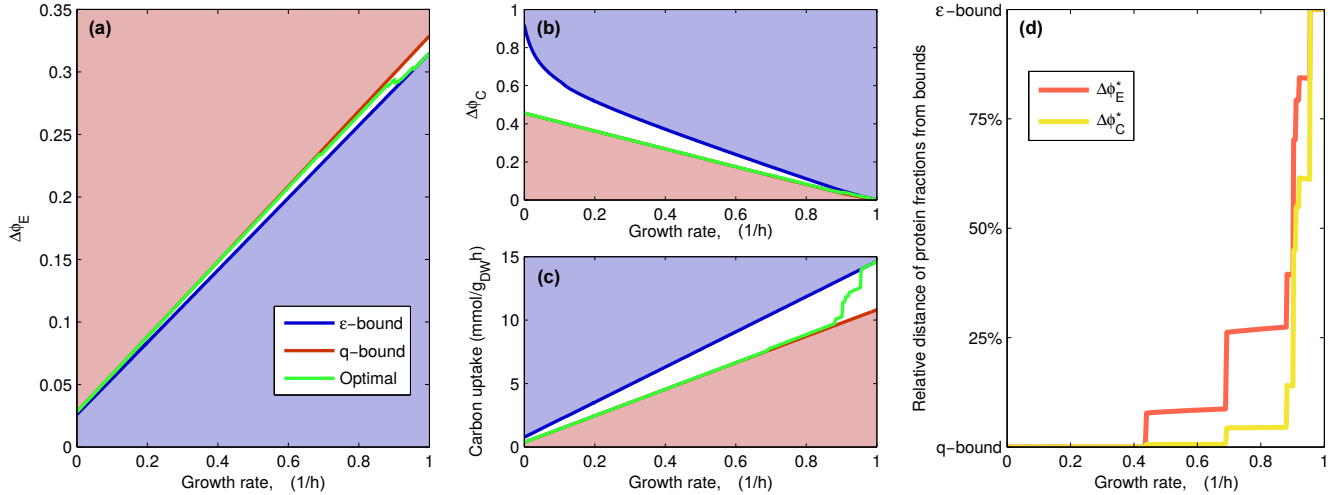 (a)
0.35
0.3
0.25
0.2
0.15
0.1
0.05
0
Δϕ_E
0 0.2 0.4 0.6 0.8 1
Growth rate, (1/h)
ε−bound
q−bound
Optimal
(b)
1
0.8
0.6
0.4
0.2
0
Δϕ_C
0 0.2 0.4 0.6 0.8 1
Growth rate, (1/h)
(c)
15
10
5
0
Carbon uptake (mmol/g_DW h)
0 0.2 0.4 0.6 0.8 1
Growth rate, (1/h)
(d)
ε−bound
75%
50%
25%
q−bound
Relative distance of protein fractions from bounds
Δϕ*_E
Δϕ*_C
0 0.2 0.4 0.6 0.8 1
Growth rate, (1/h)